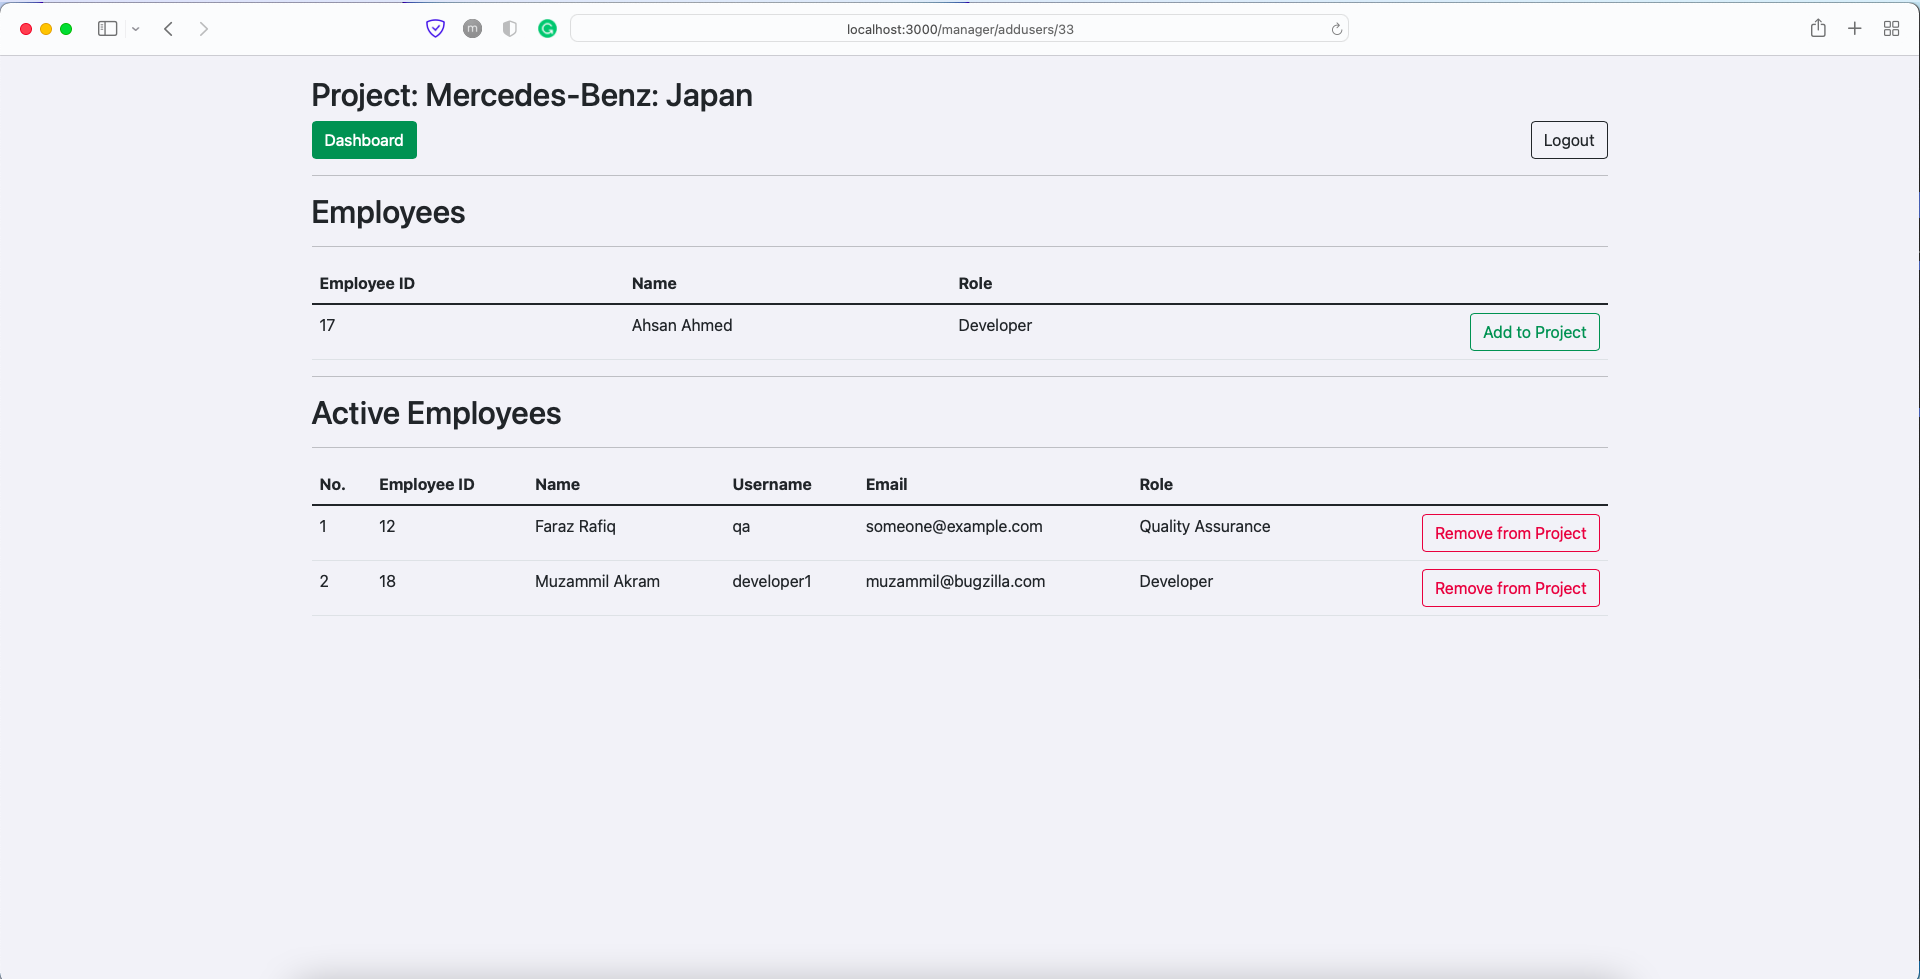 m
localhost:3000/manager/addusers/33
Project: Mercedes-Benz: Japan
Dashboard Logout
Employees
Employee ID Name Role
17 Ahsan Ahmed Developer Add to Project
Active Employees
No. Employee ID Name Username Email Role
1 12 Faraz Rafiq qa someone@example.com Quality Assurance Remove from Project
2 18 Muzammil Akram developer1 muzammil@bugzilla.com Developer Remove from Project